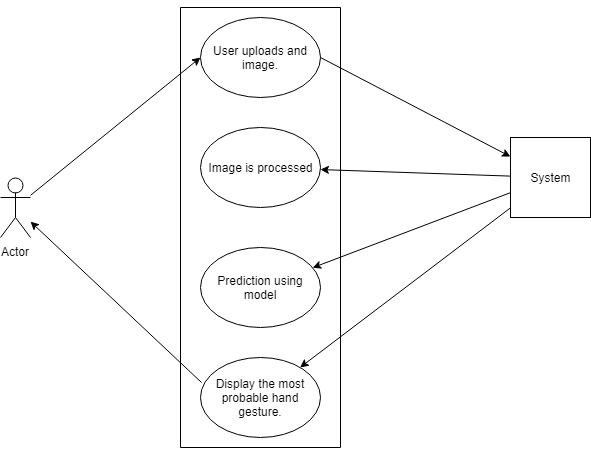 User uploads and
image.
Image is processed
System
Actor
Prediction using
model
Display the most
probable hand
gesture.